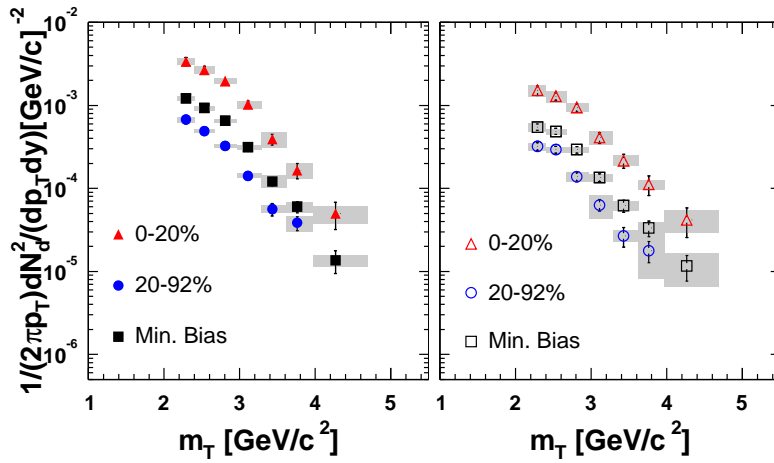 1/(2πp_T)dN_d^2/(dp_T dy)[GeV/c]^-2
10^-2
10^-3
10^-4
10^-5
10^-6
0-20%
20-92%
Min. Bias
0-20%
20-92%
Min. Bias
1 2 3 4 5 1 2 3 4 5
m_T [GeV/c^2] m_T [GeV/c^2]